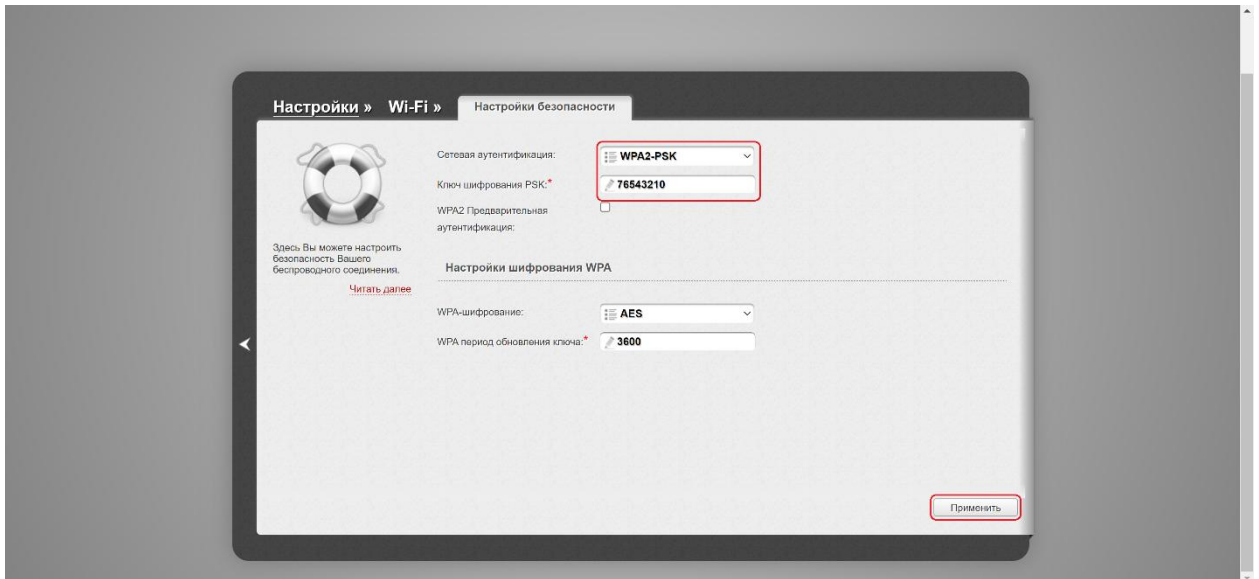 Настройки » Wi-Fi » Настройки безопасности
Сетевая аутентификация: WPA2-PSK
Ключ шифрования PSK:* 76543210
WPA2 Предварительная
аутентификация:
Здесь Вы можете настроить
безопасность Вашего
беспроводного соединения.
Читать далее
Настройки шифрования WPA
WPA-шифрование: AES
WPA период обновления ключа:* 3600
Применить